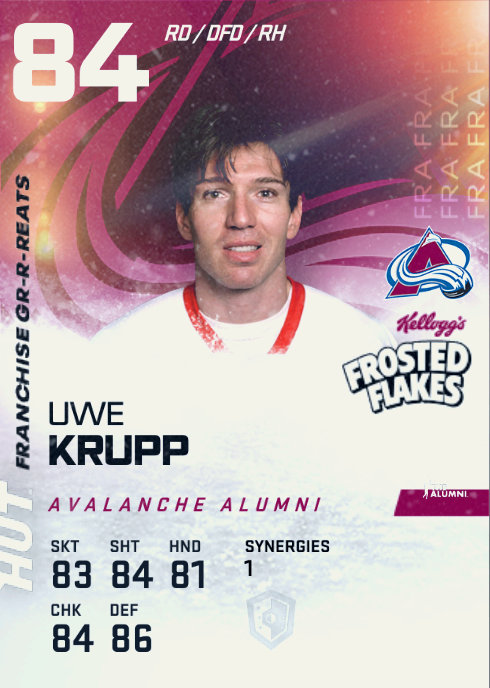 84
RD / DFD / RH
FRA FRA
FRA FRA FRA
FRA FRA FRA
FRANCHISE GR-R-REATS
Kellogg's
FROSTED
FLAKES
UWE
KRUPP
HUT
AVALANCHE ALUMNI
ALUMNI
SKT SHT HND SYNERGIES
83 84 81 1
CHK DEF
84 86